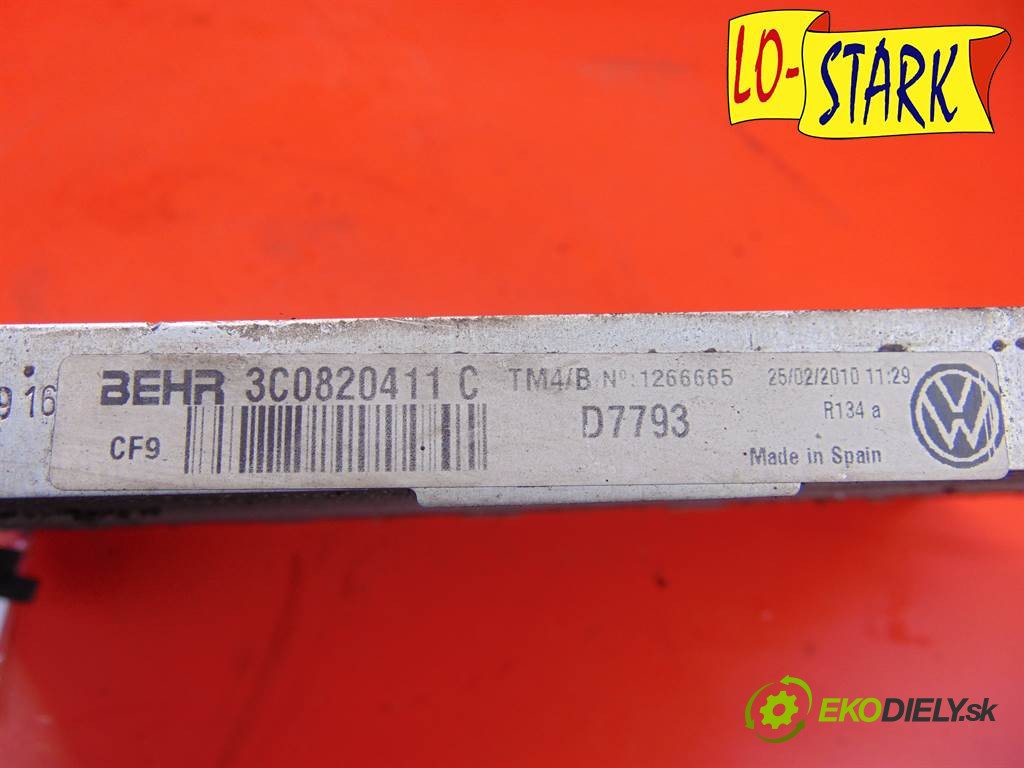 LO-STARK
9 16
BEHR 3C0820411 C TM4/B Nº:1266665 25/02/2010 11:29
CF9 D7793 R134 a
Made in Spain
EKODIELY.sk